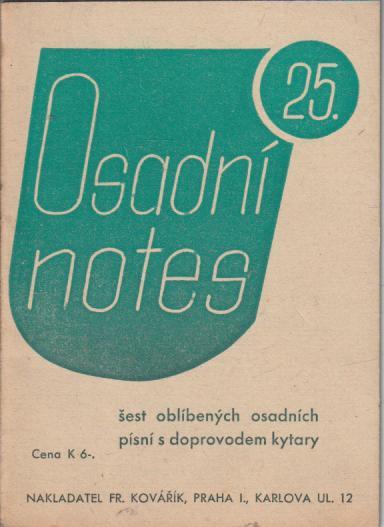 25.
Osadní
notes
šest oblíbených osadních
písní s doprovodem kytary
Cena K 6-.
NAKLADATEL FR. KOVÁŘÍK, PRAHA I., KARLOVA UL. 12